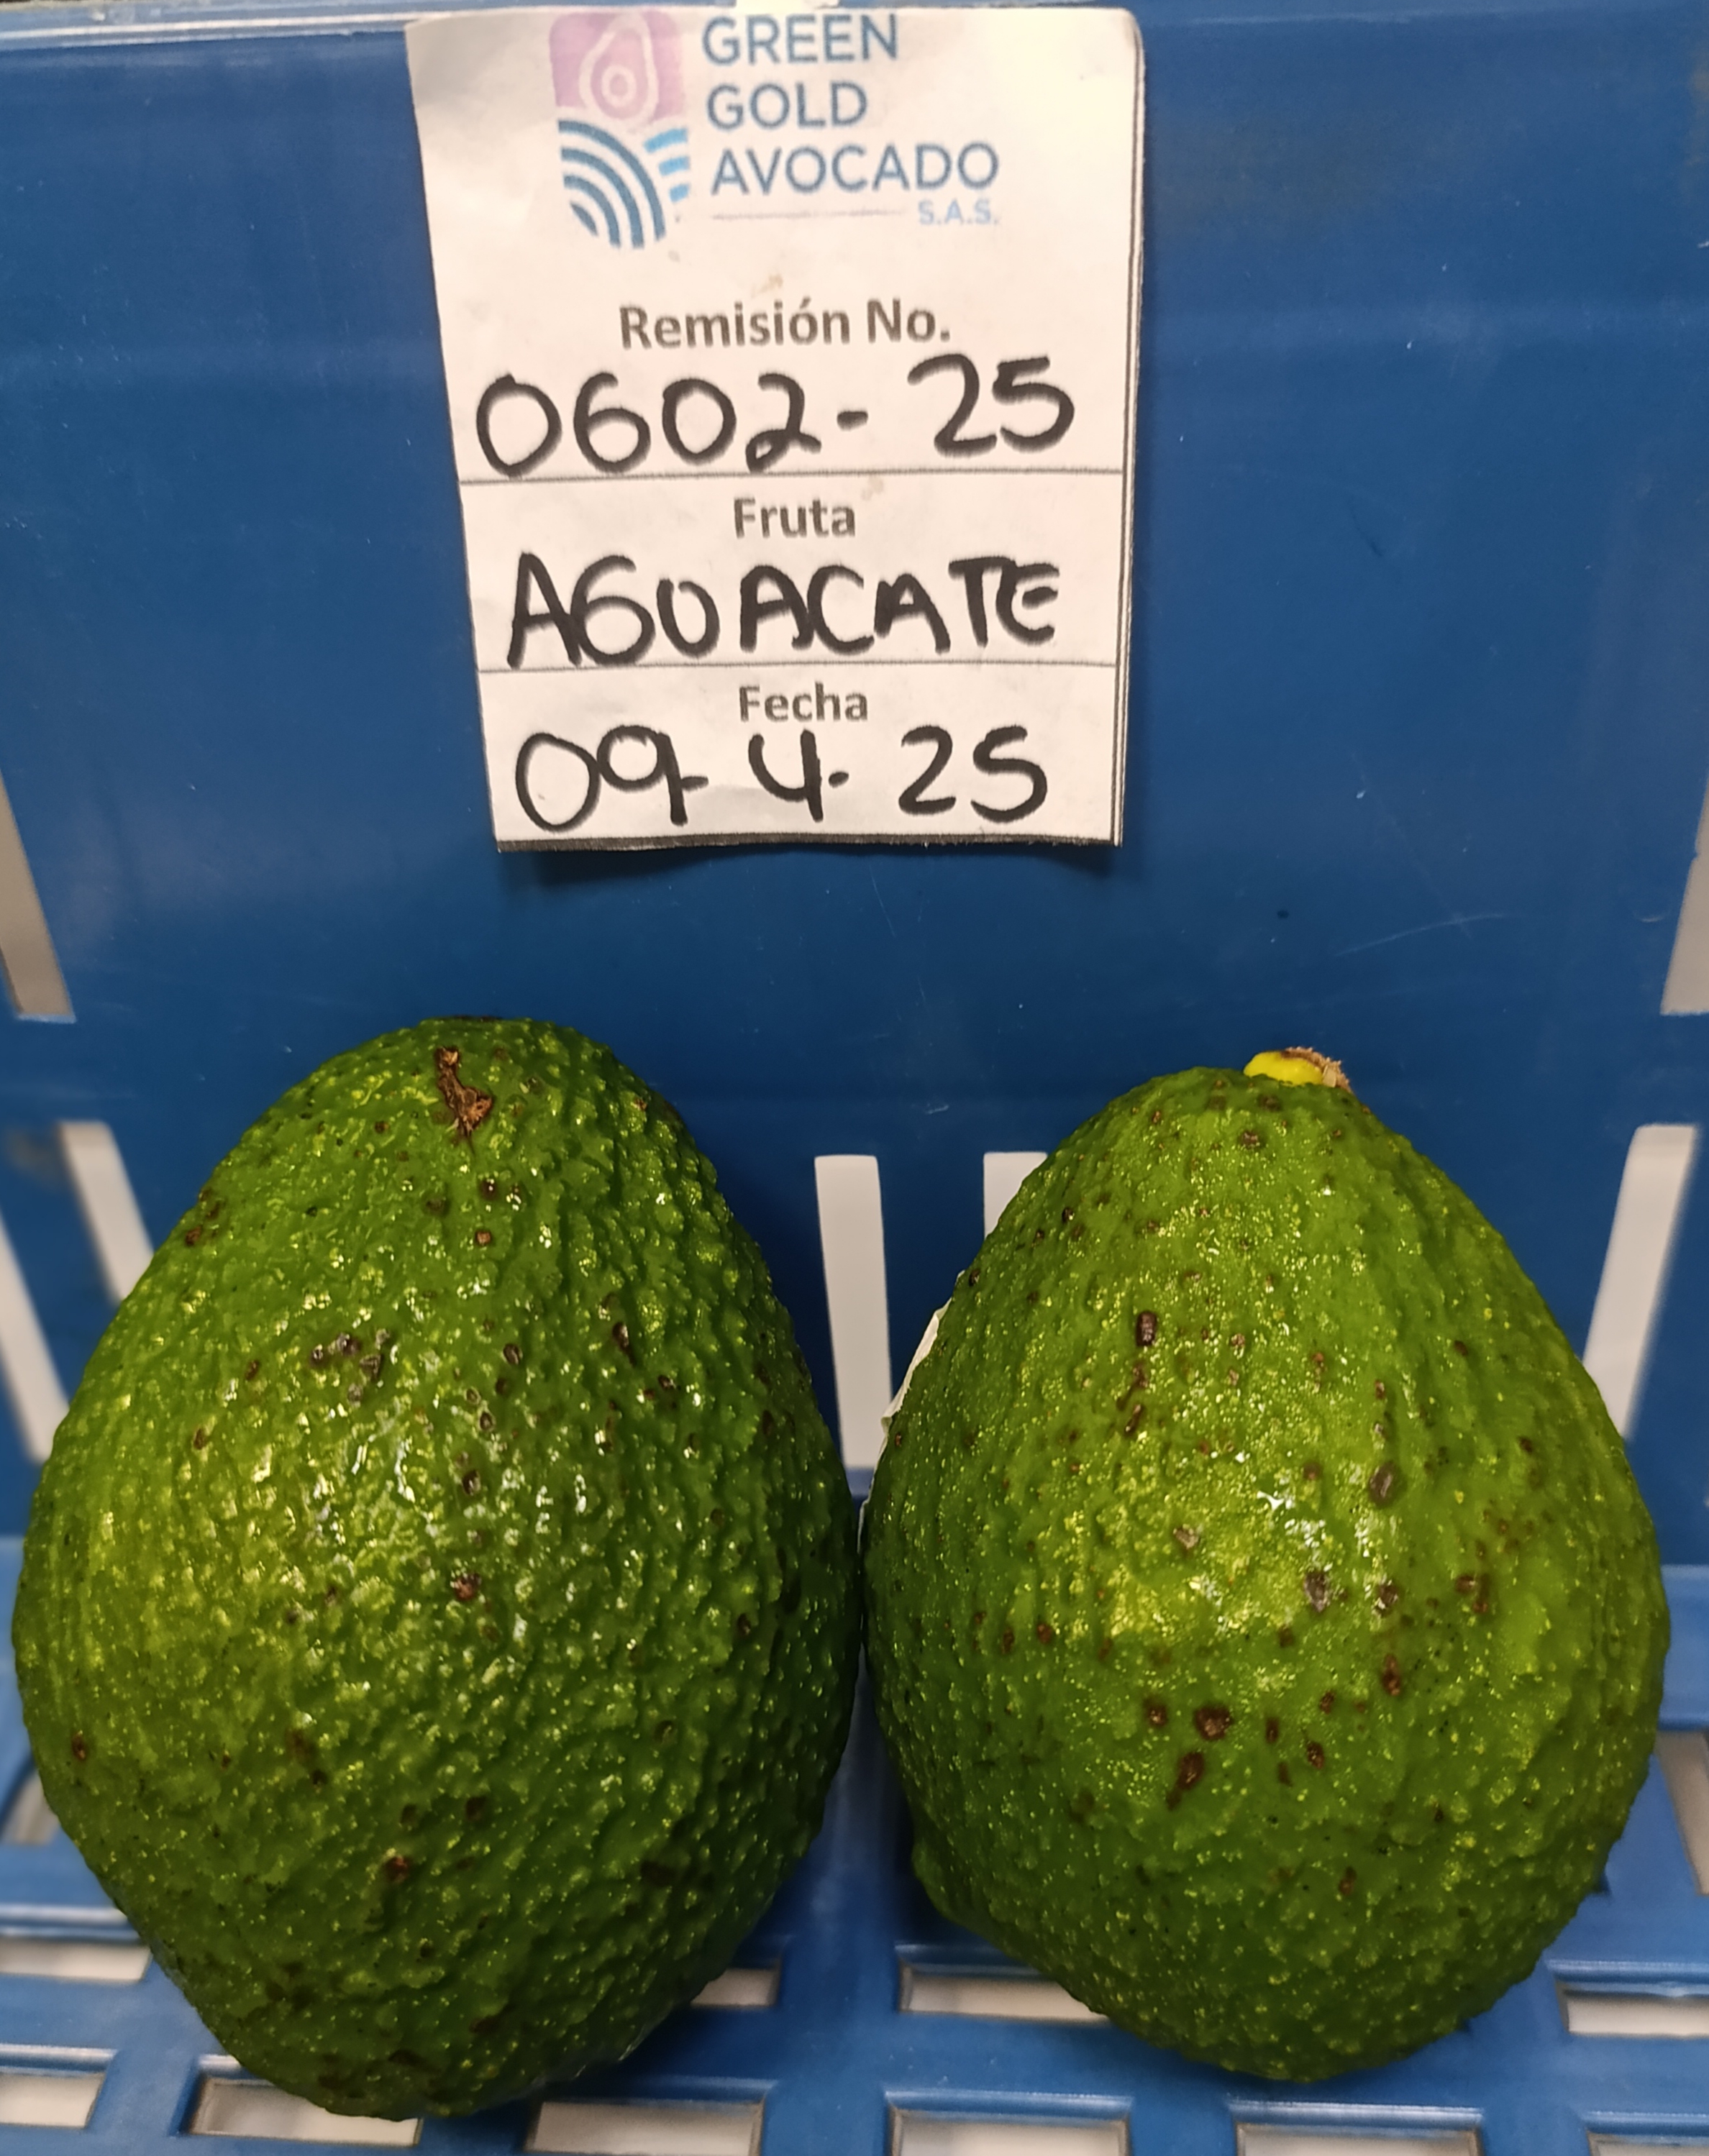 GREEN
GOLD
AVOCADO
S.A.S.
Remisión No.
0602-25
Fruta
AGUACATE
Fecha
09-4-25